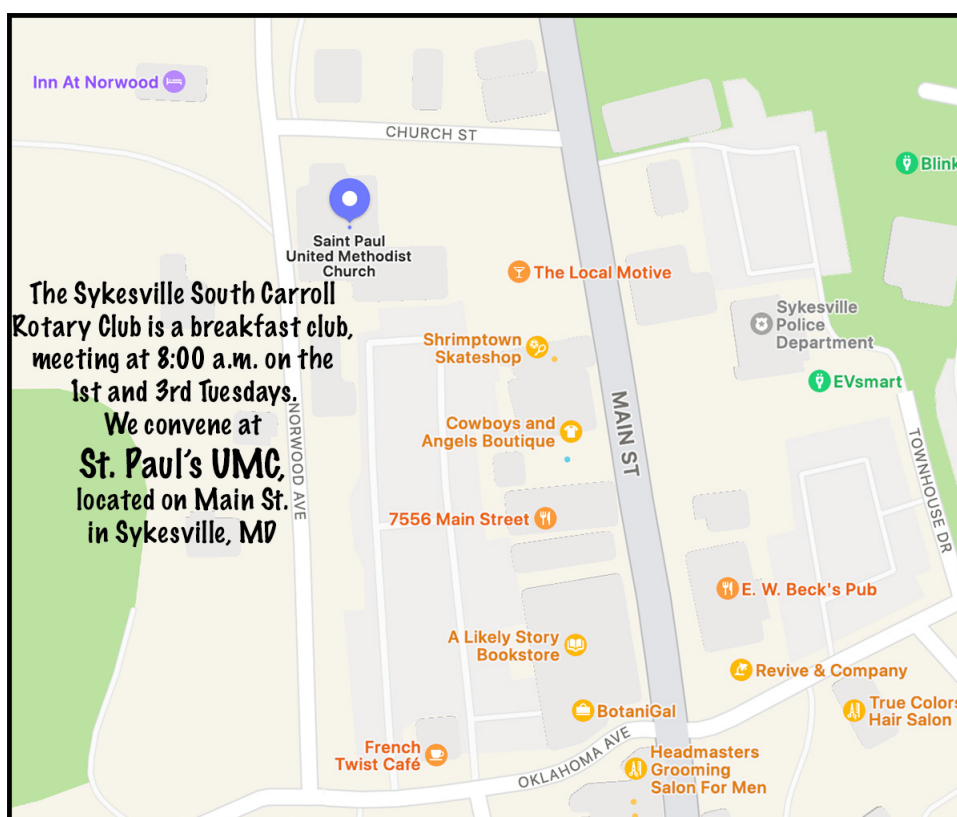 Inn At Norwood
CHURCH ST
Blink
Saint Paul
United Methodist
Church
The Local Motive
The Sykesville South Carroll
Rotary Club is a breakfast club,
meeting at 8:00 a.m. on the
1st and 3rd Tuesdays.
We convene at
St. Paul's UMC,
located on Main St.
in Sykesville, MD
Sykesville
Police
Department
Shrimptown
Skateshop
EVsmart
MAIN ST
NORWOOD AVE
Cowboys and
Angels Boutique
TOWNHOUSE DR
7556 Main Street
E. W. Beck's Pub
A Likely Story
Bookstore
Revive & Company
BotaniGal
True Colors
Hair Salon
French
Twist Café
OKLAHOMA AVE
Headmasters
Grooming
Salon For Men